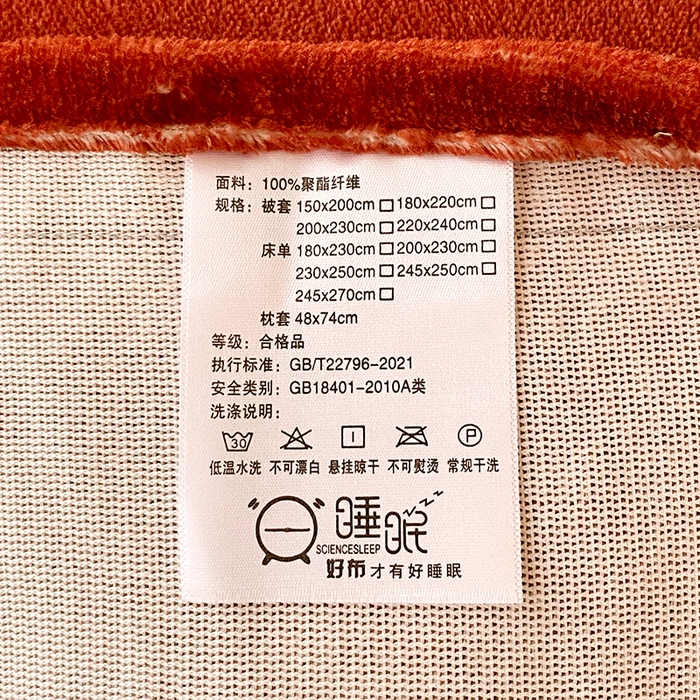 面料：100%聚酯纤维
规格：被套 150x200cm□ 180x220cm□
200x230cm□ 220x240cm□
床单 180x230cm□ 200x230cm□
230x250cm□ 245x250cm□
245x270cm□
枕套 48x74cm
等级：合格品
执行标准：GB/T22796-2021
安全类别：GB18401-2010A类
洗涤说明：
30 P
低温水洗 不可漂白 悬挂晾干 不可熨烫 常规干洗
睡眠
SCIENCESLEEP
好布才有好睡眠